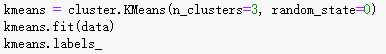 kmeans = cluster.KMeans(n_clusters=3, random_state=0)
kmeans.fit(data)
kmeans.labels_